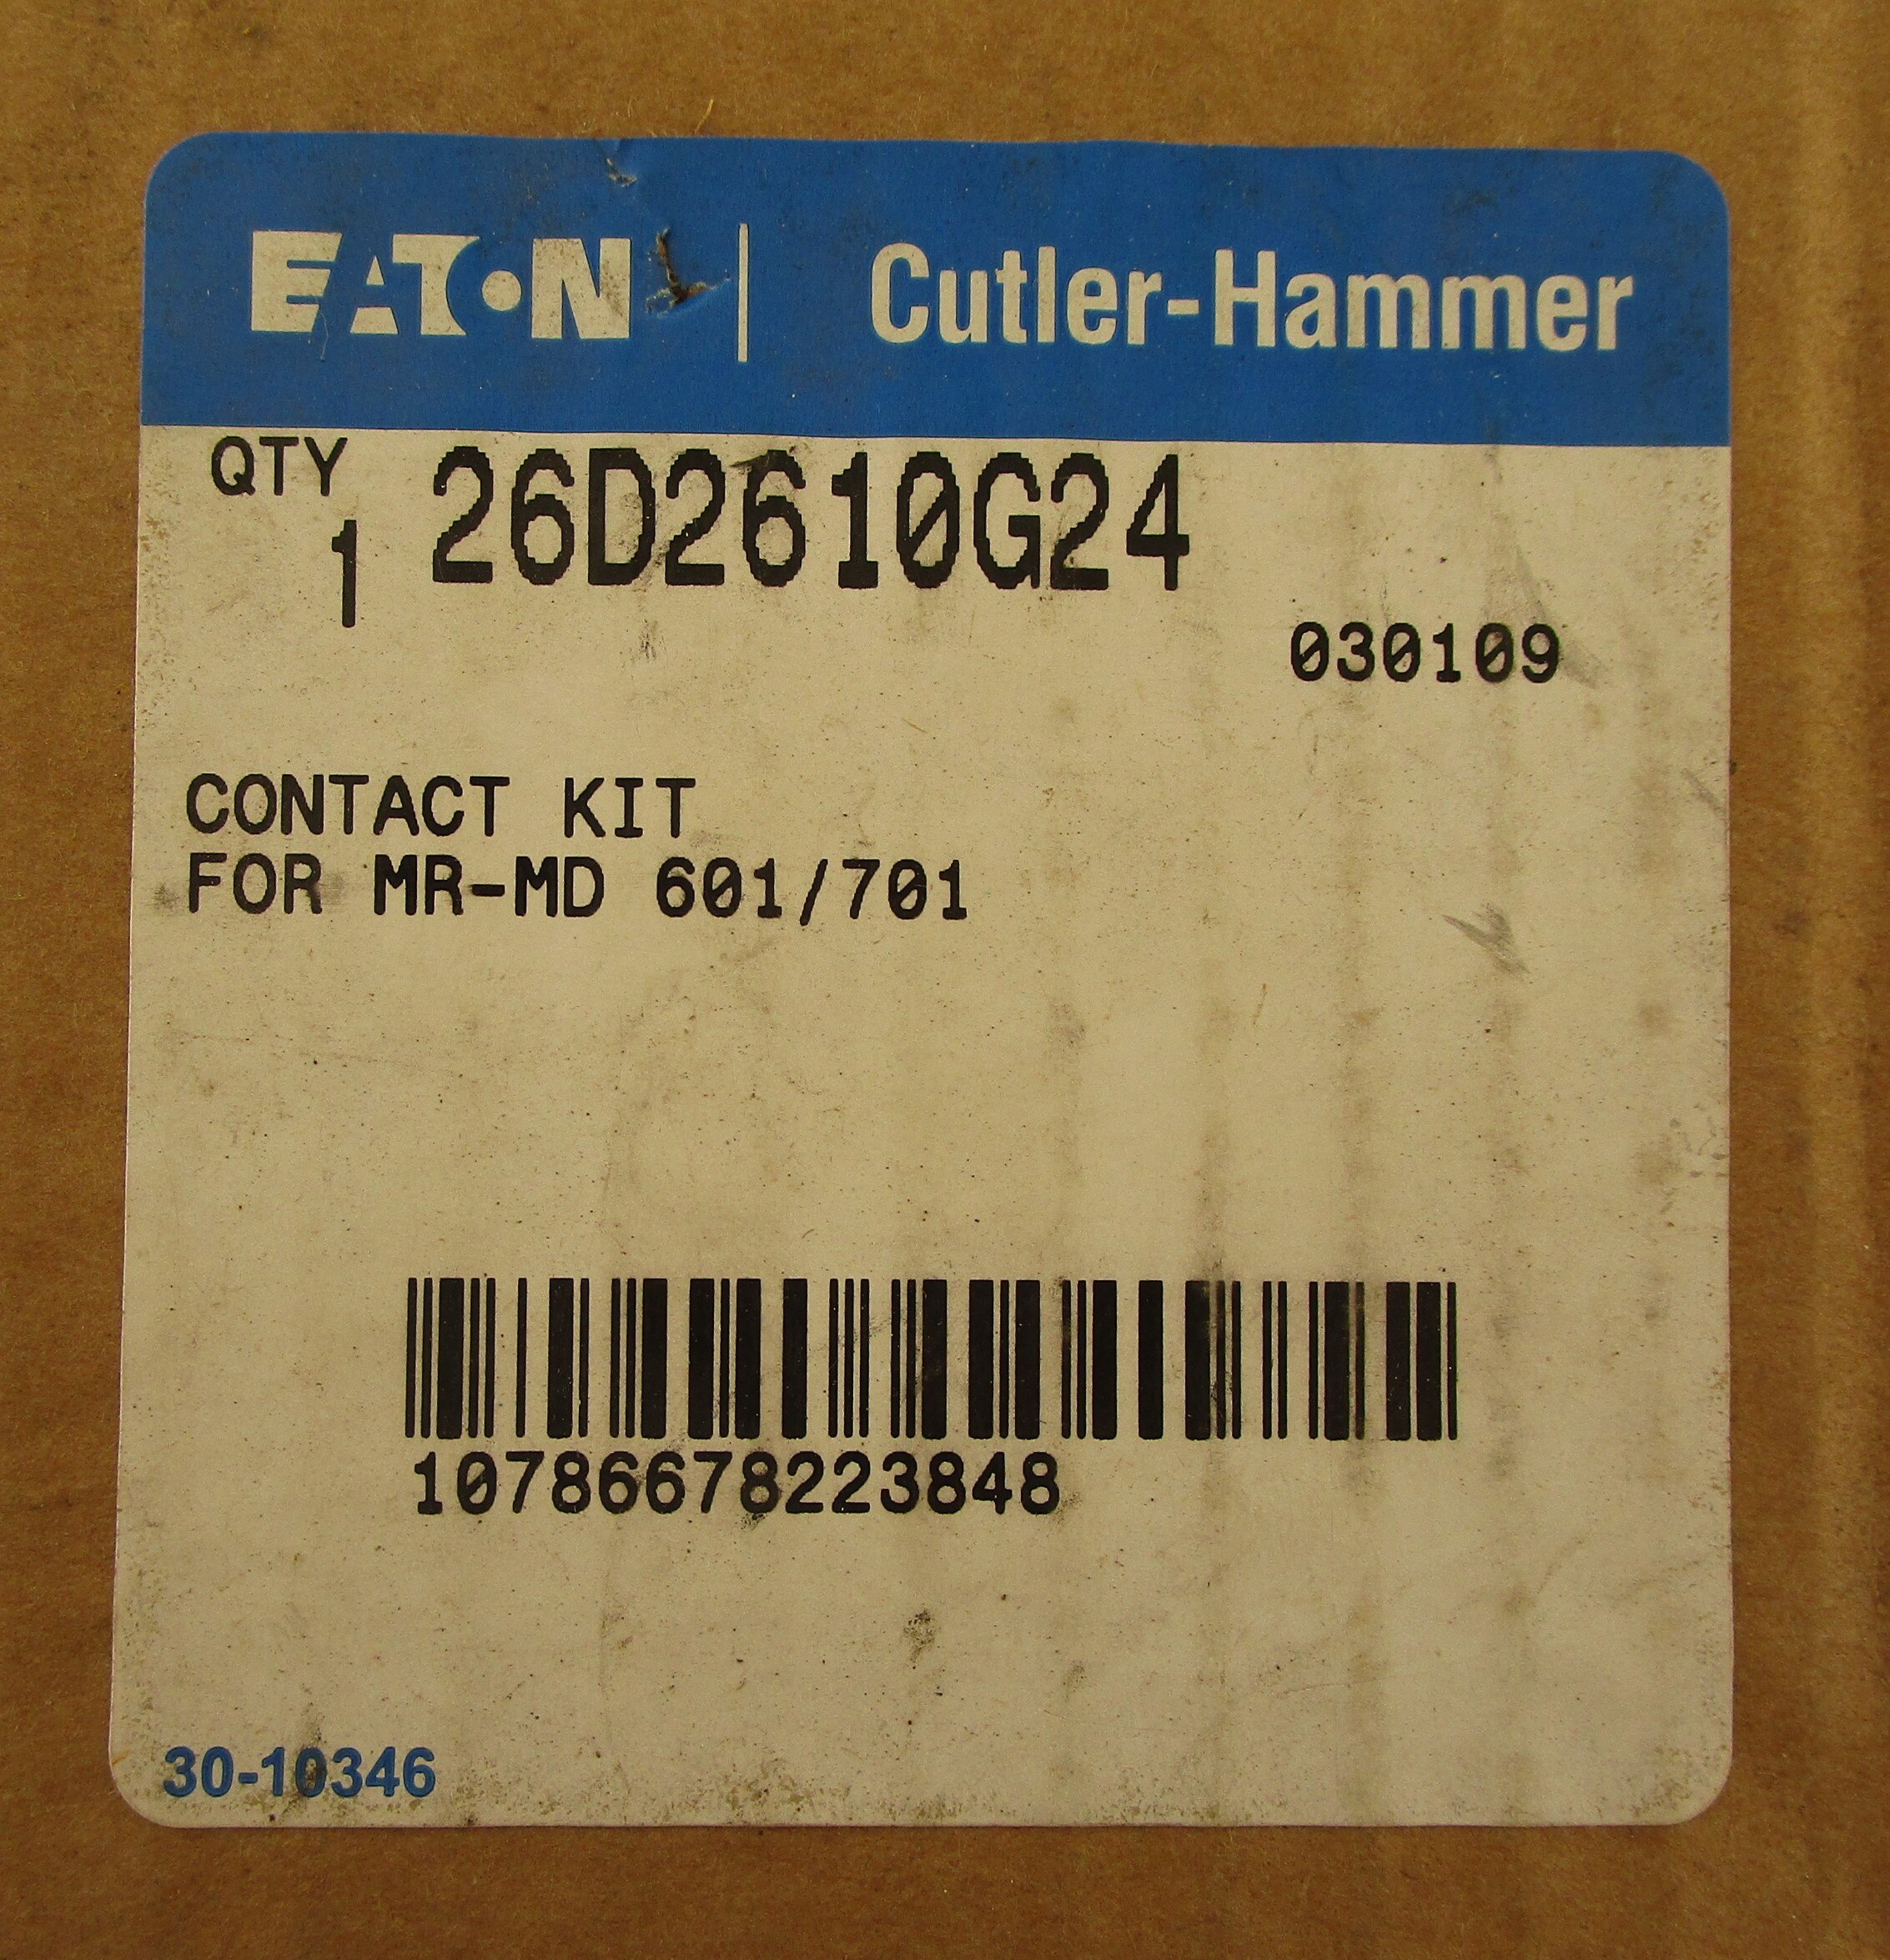 EATON | Cutler-Hammer
QTY
1 26D2610G24
030109
CONTACT KIT
FOR MR-MD 601/701
10786678223848
30-10346